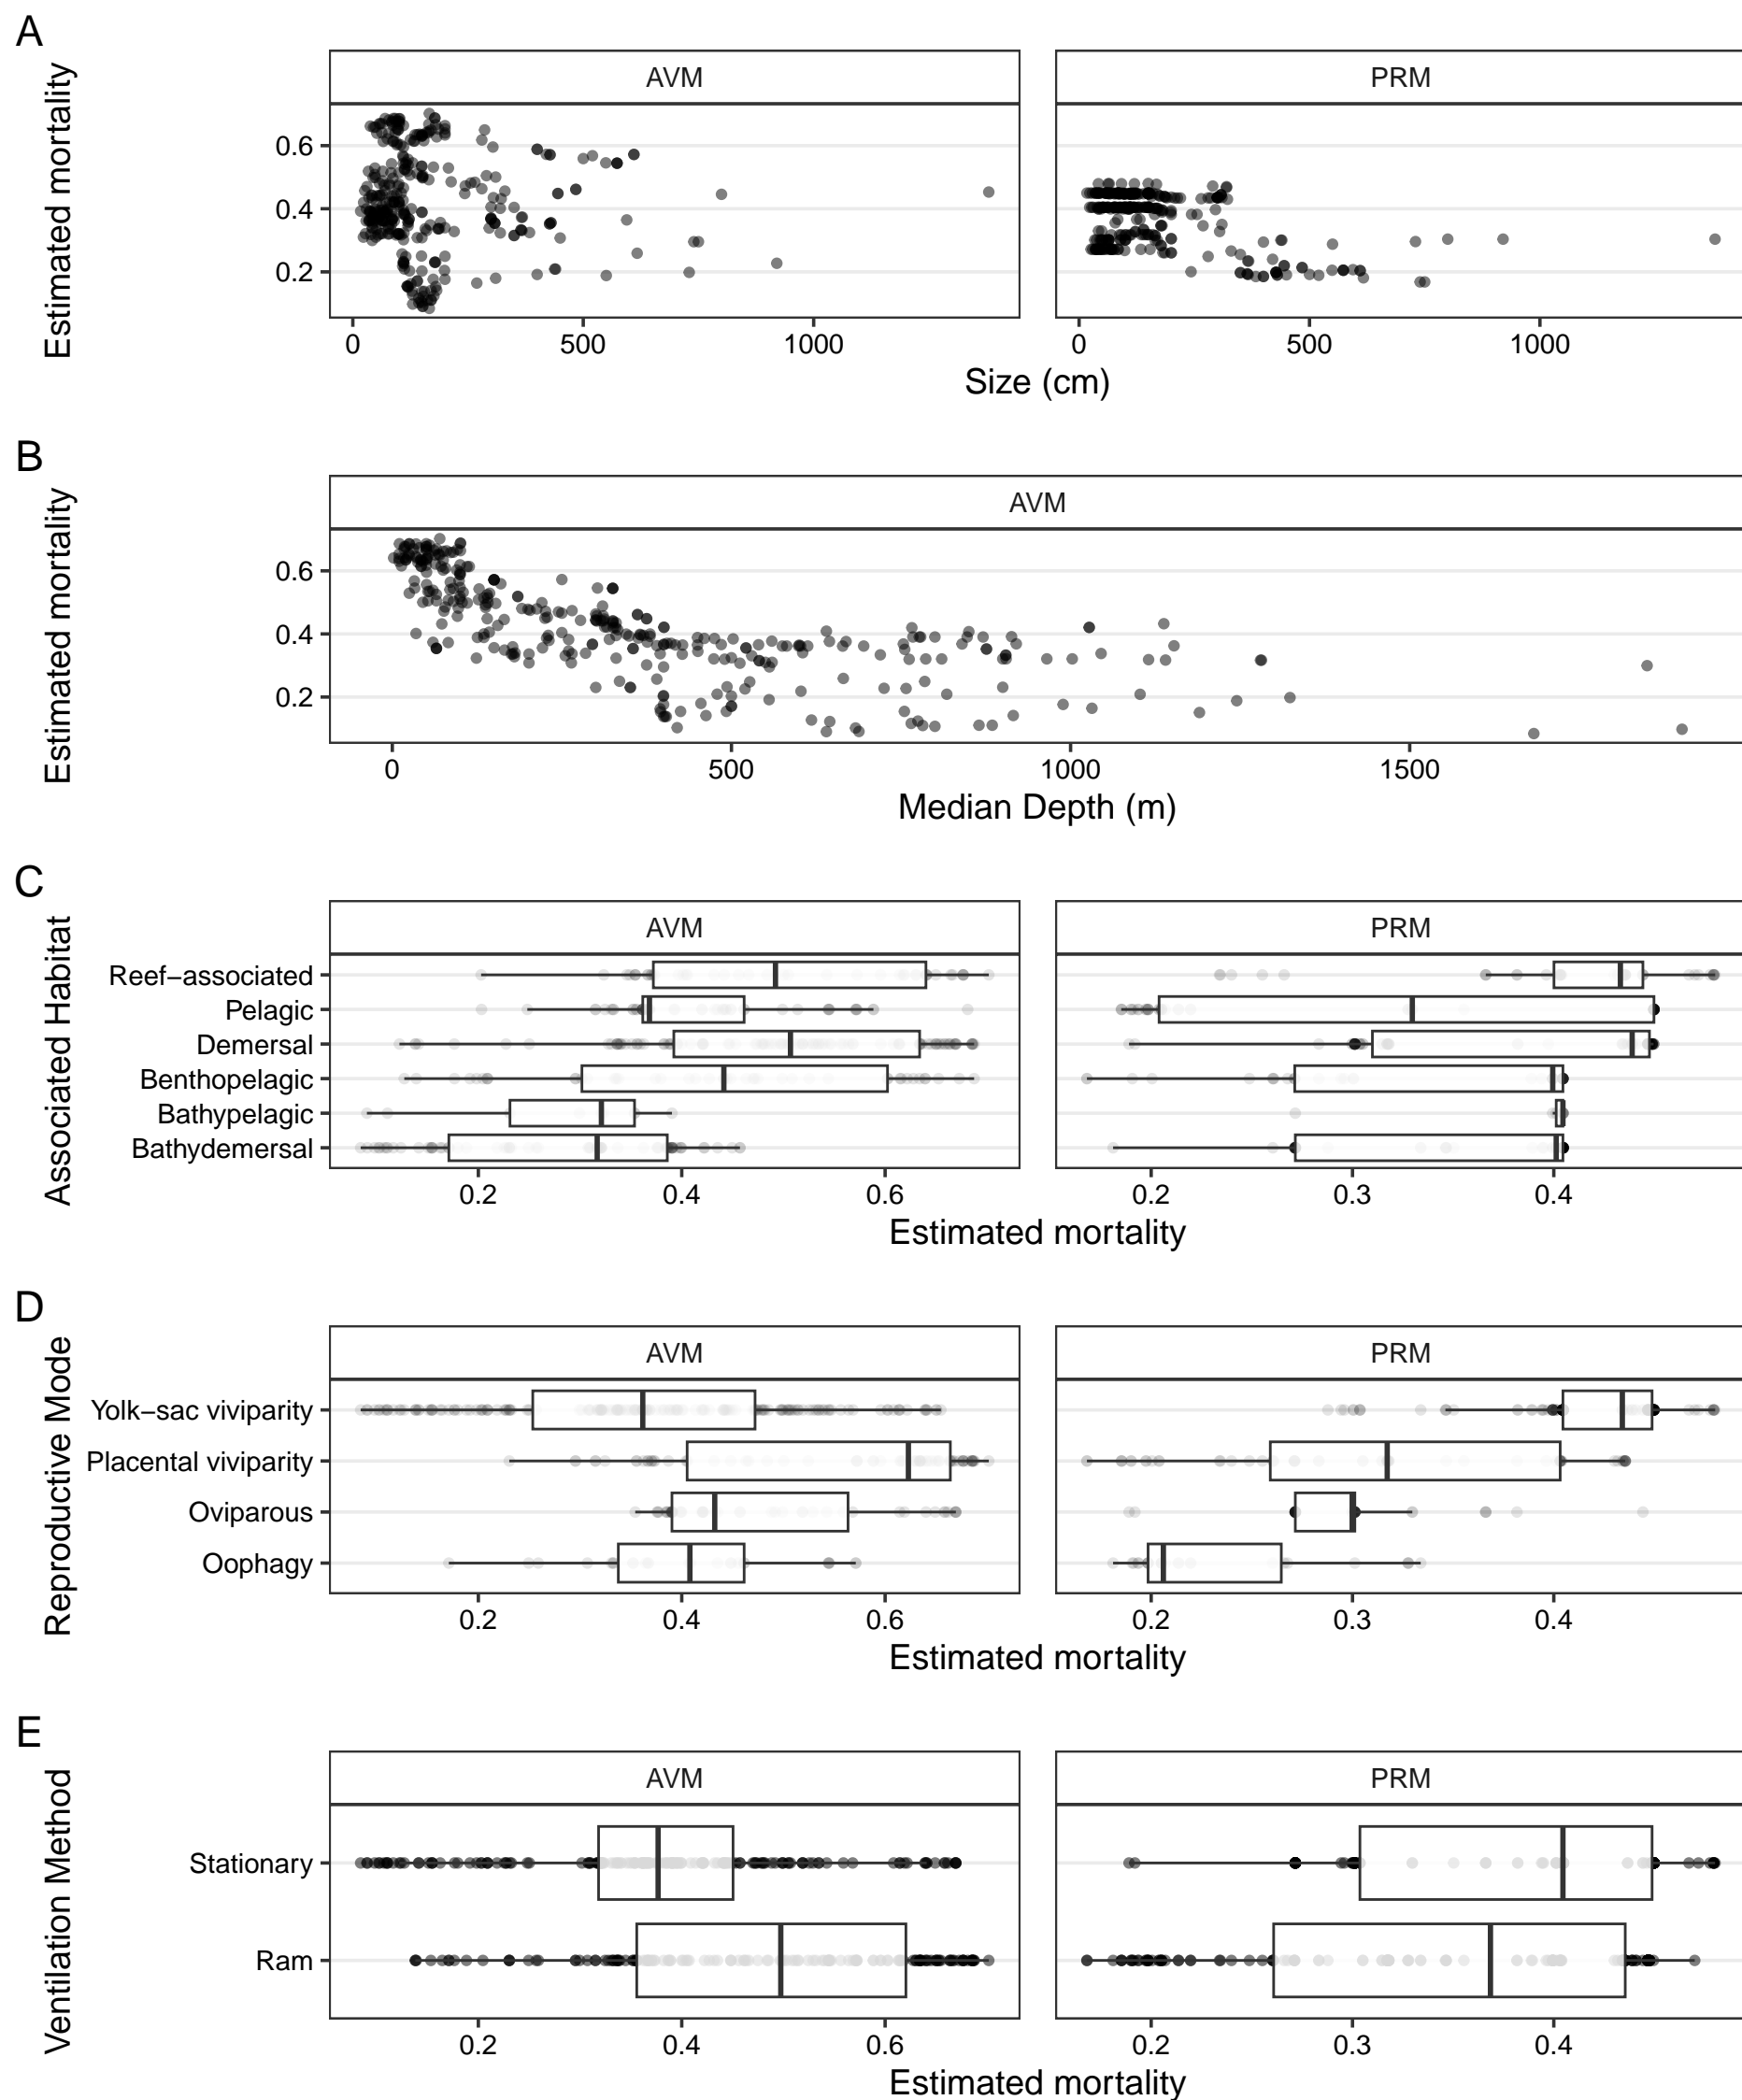 A
AVM
PRM
Estimated mortality
0.6
0.4
0.2
0 500 1000
0 500 1000
Size (cm)
B
AVM
Estimated mortality
0.6
0.4
0.2
0 500 1000 1500
Median Depth (m)
C
AVM
PRM
Associated Habitat
Reef−associated
Pelagic
Demersal
Benthopelagic
Bathypelagic
Bathydemersal
0.2 0.4 0.6
0.2 0.3 0.4
Estimated mortality
D
AVM
PRM
Reproductive Mode
Yolk−sac viviparity
Placental viviparity
Oviparous
Oophagy
0.2 0.4 0.6
0.2 0.3 0.4
Estimated mortality
E
AVM
PRM
Ventilation Method
Stationary
Ram
0.2 0.4 0.6
0.2 0.3 0.4
Estimated mortality